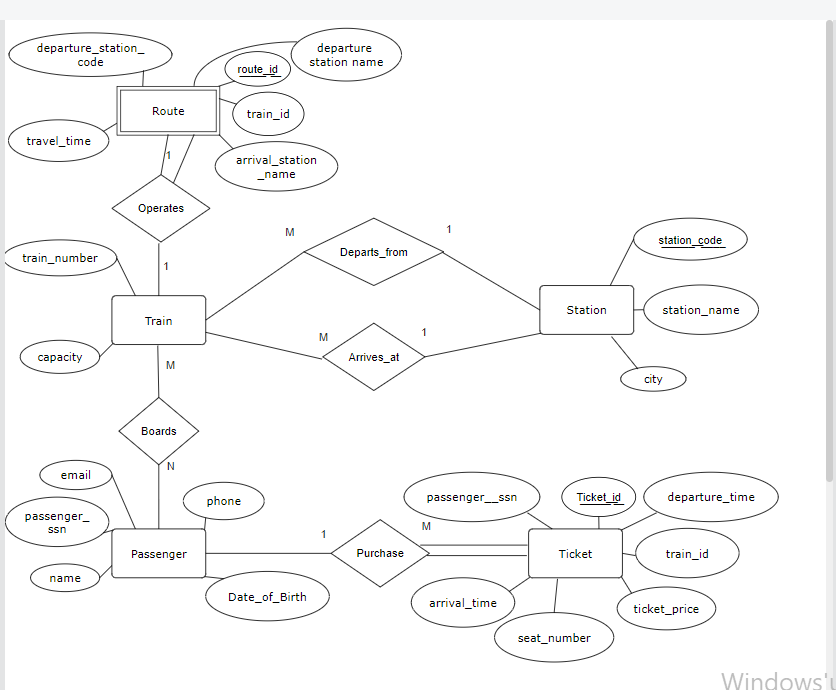 departure_station_
code
departure
station name
route_id
Route
train_id
travel_time
arrival_station
_name
1
Operates
1
M
1
station_code
train_number
Departs_from
Train
Station
station_name
M
1
capacity
Arrives_at
M
city
Boards
N
email
phone
passenger__ssn
Ticket_id
departure_time
passenger_
ssn
1
M
Passenger
Purchase
Ticket
train_id
name
Date_of_Birth
arrival_time
ticket_price
seat_number